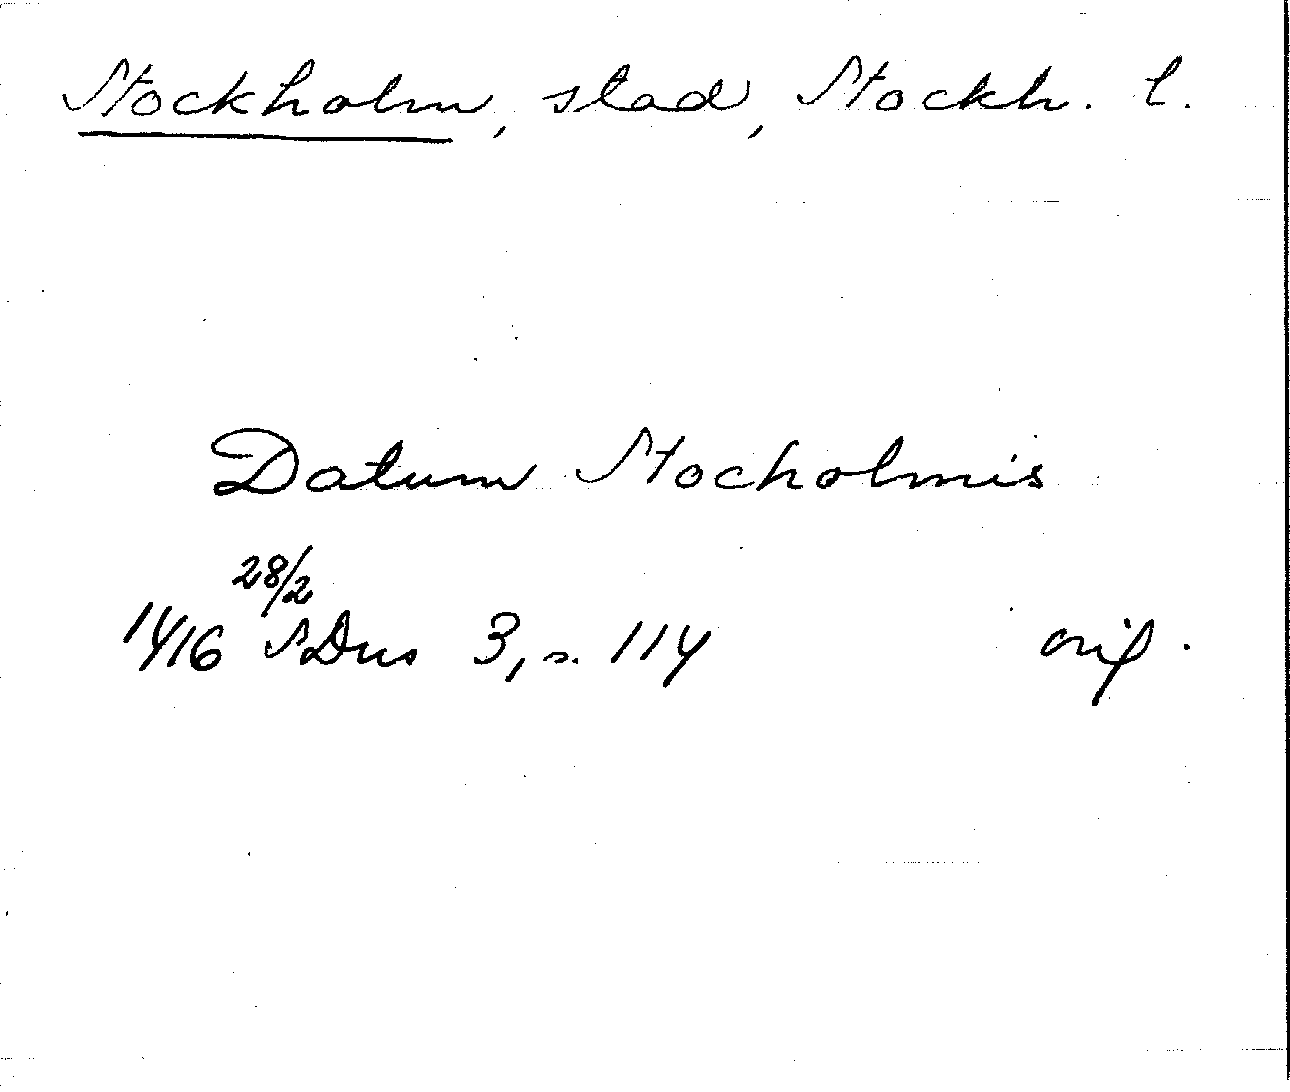 Stockholm, stad, Stockh. l.
Datum Stocholmis
28/2
1416 SDns 3, s. 114 orig.